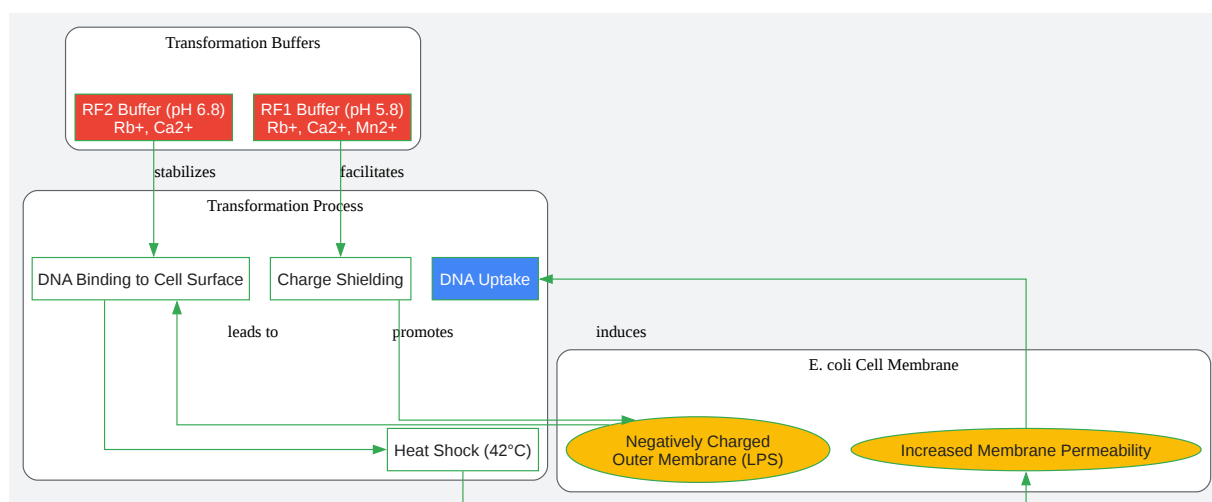 Transformation Buffers
RF2 Buffer (pH 6.8)
Rb+, Ca2+
RF1 Buffer (pH 5.8)
Rb+, Ca2+, Mn2+
stabilizes
facilitates
Transformation Process
DNA Binding to Cell Surface
Charge Shielding
DNA Uptake
leads to
promotes
induces
E. coli Cell Membrane
Heat Shock (42°C)
Negatively Charged
Outer Membrane (LPS)
Increased Membrane Permeability